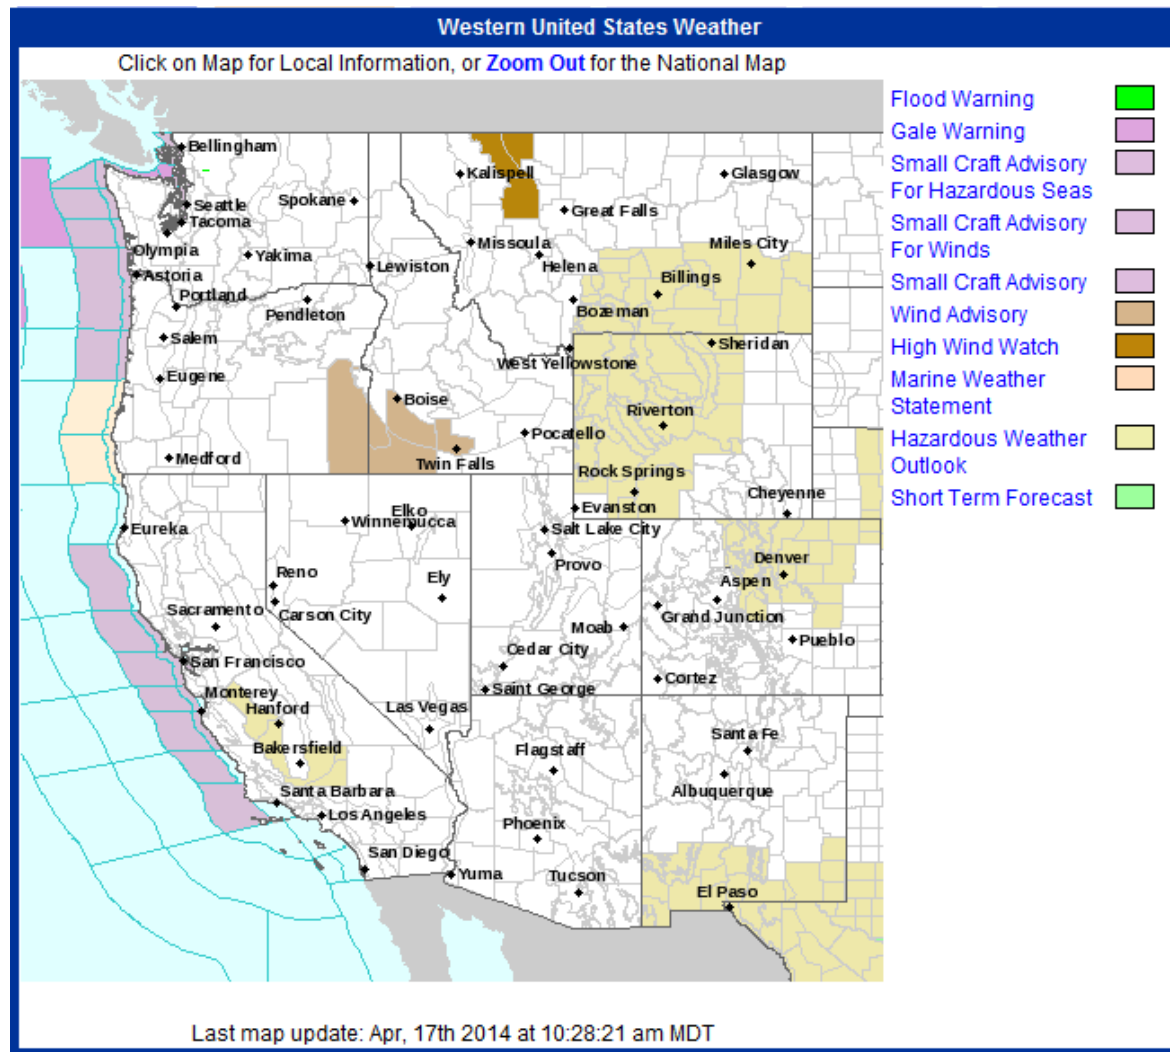 Western United States Weather
Click on Map for Local Information, or Zoom Out for the National Map
Flood Warning
Gale Warning
Small Craft Advisory
For Hazardous Seas
Small Craft Advisory
For Winds
Small Craft Advisory
Wind Advisory
High Wind Watch
Marine Weather
Statement
Hazardous Weather
Outlook
Short Term Forecast
Bellingham
Kalispell
Glasgow
Seattle
Spokane
Tacoma
Great Falls
Olympia
Yakima
Missoula
Miles City
Astoria
Lewiston
Helena
Billings
Portland
Pendleton
Bozeman
Salem
Sheridan
West Yellowstone
Eugene
Boise
Riverton
Pocatello
Medford
Twin Falls
Rock Springs
Cheyenne
Evanston
Elko
Winnemucca
Eureka
Salt Lake City
Provo
Denver
Reno
Ely
Aspen
Sacramento
Carson City
Grand Junction
Moab
Pueblo
Cedar City
San Francisco
Cortez
Saint George
Monterey
Hanford
Las Vegas
Santa Fe
Bakersfield
Flagstaff
Albuquerque
Santa Barbara
Los Angeles
Phoenix
San Diego
Yuma
Tucson
El Paso
Last map update: Apr, 17th 2014 at 10:28:21 am MDT